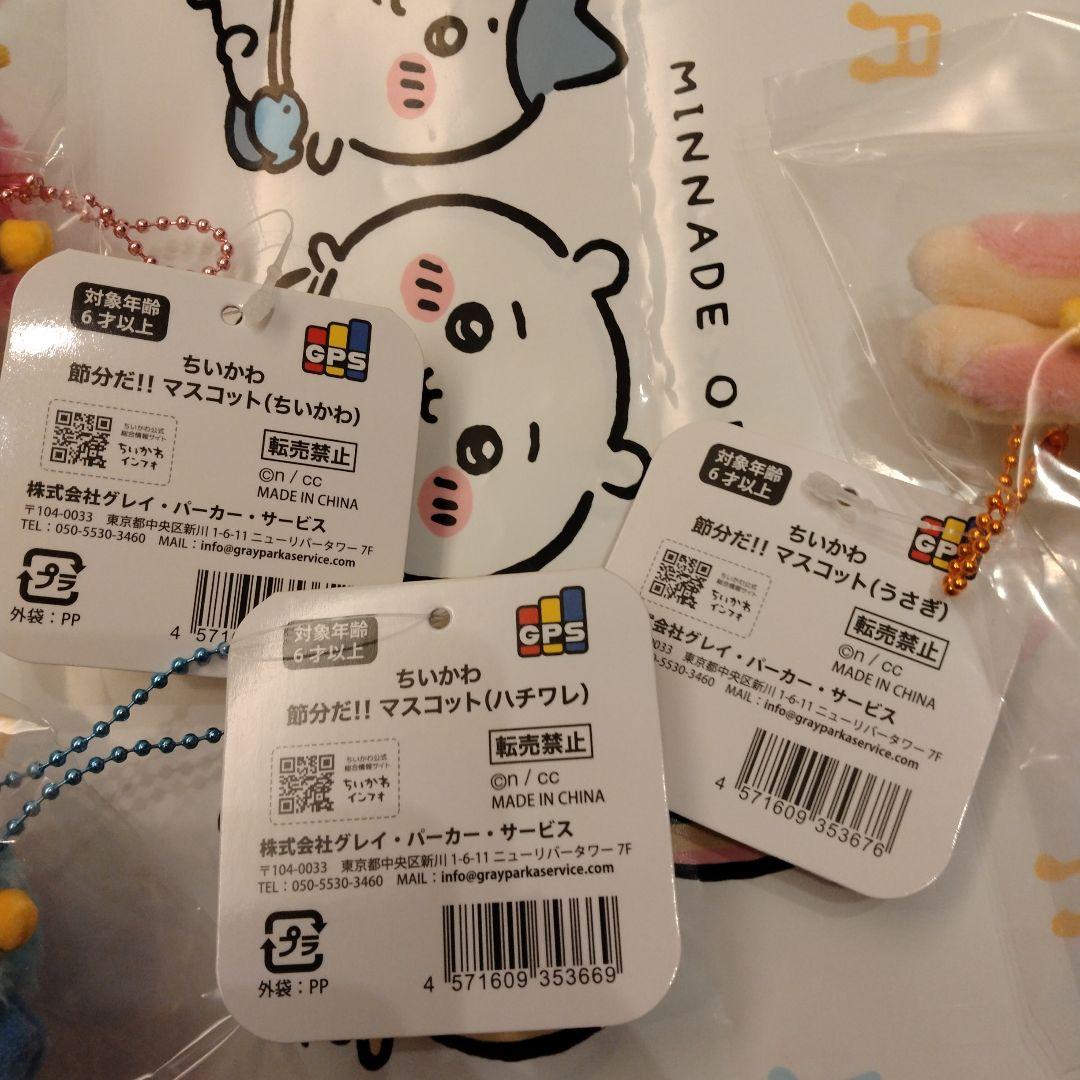 MINNADE O
対象年齢
6才以上
GPS
ちいかわ
節分だ!! マスコット(ちいかわ)
ちいかわ公式
総合情報サイト
ちいかわ
インフォ
転売禁止
©n / cc
MADE IN CHINA
株式会社グレイ・パーカー・サービス
〒104-0033 東京都中央区新川 1-6-11 ニューリバータワー 7F
TEL:050-5530-3460 MAIL:info@grayparkaservice.com
プラ
外袋:PP
4 571
対象年齢
6才以上
GPS
ちいかわ
節分だ!! マスコット(うさぎ)
ちいかわ公式
総合情報サイト
ちいかわ
インフォ
転売禁止
©n / cc
MADE IN CHINA
式会社グレイ・パーカー・サービス
0033 東京都中央区新川 1-6-11 ニューリバータワー 7F
0-5530-3460 MAIL:info@grayparkaservice.com
4 571609 353676
対象年齢
6才以上
GPS
ちいかわ
節分だ!! マスコット(ハチワレ)
ちいかわ公式
総合情報サイト
ちいかわ
インフォ
転売禁止
©n / cc
MADE IN CHINA
株式会社グレイ・パーカー・サービス
〒104-0033 東京都中央区新川 1-6-11 ニューリバータワー 7F
TEL:050-5530-3460 MAIL:info@grayparkaservice.com
プラ
外袋:PP
4 571609 353669